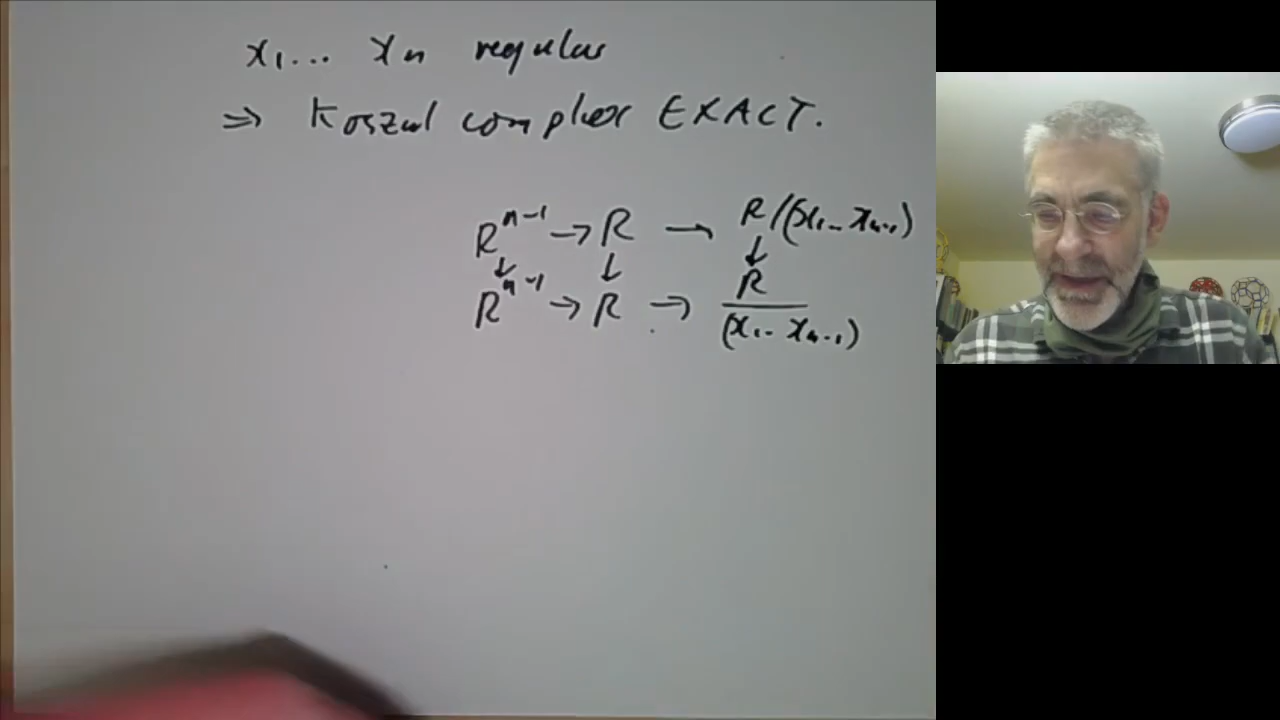 x₁... xₙ regular
⇒ Koszul complex EXACT.
Rⁿ⁻¹ → R → R/(x₁... xₙ₋₁)
↓ ↓ ↓
Rⁿ⁻¹ → R → R/(x₁... xₙ₋₁)